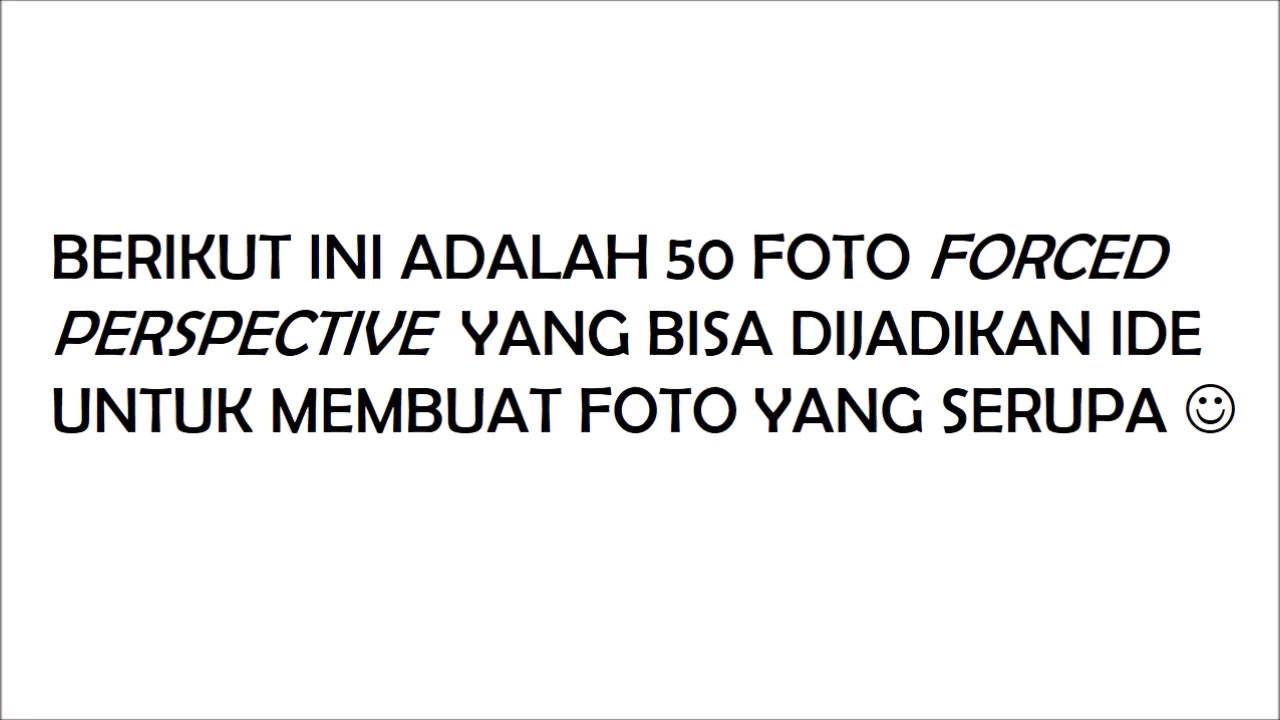 BERIKUT INI ADALAH 50 FOTO FORCED
PERSPECTIVE YANG BISA DIJADIKAN IDE
UNTUK MEMBUAT FOTO YANG SERUPA ☺